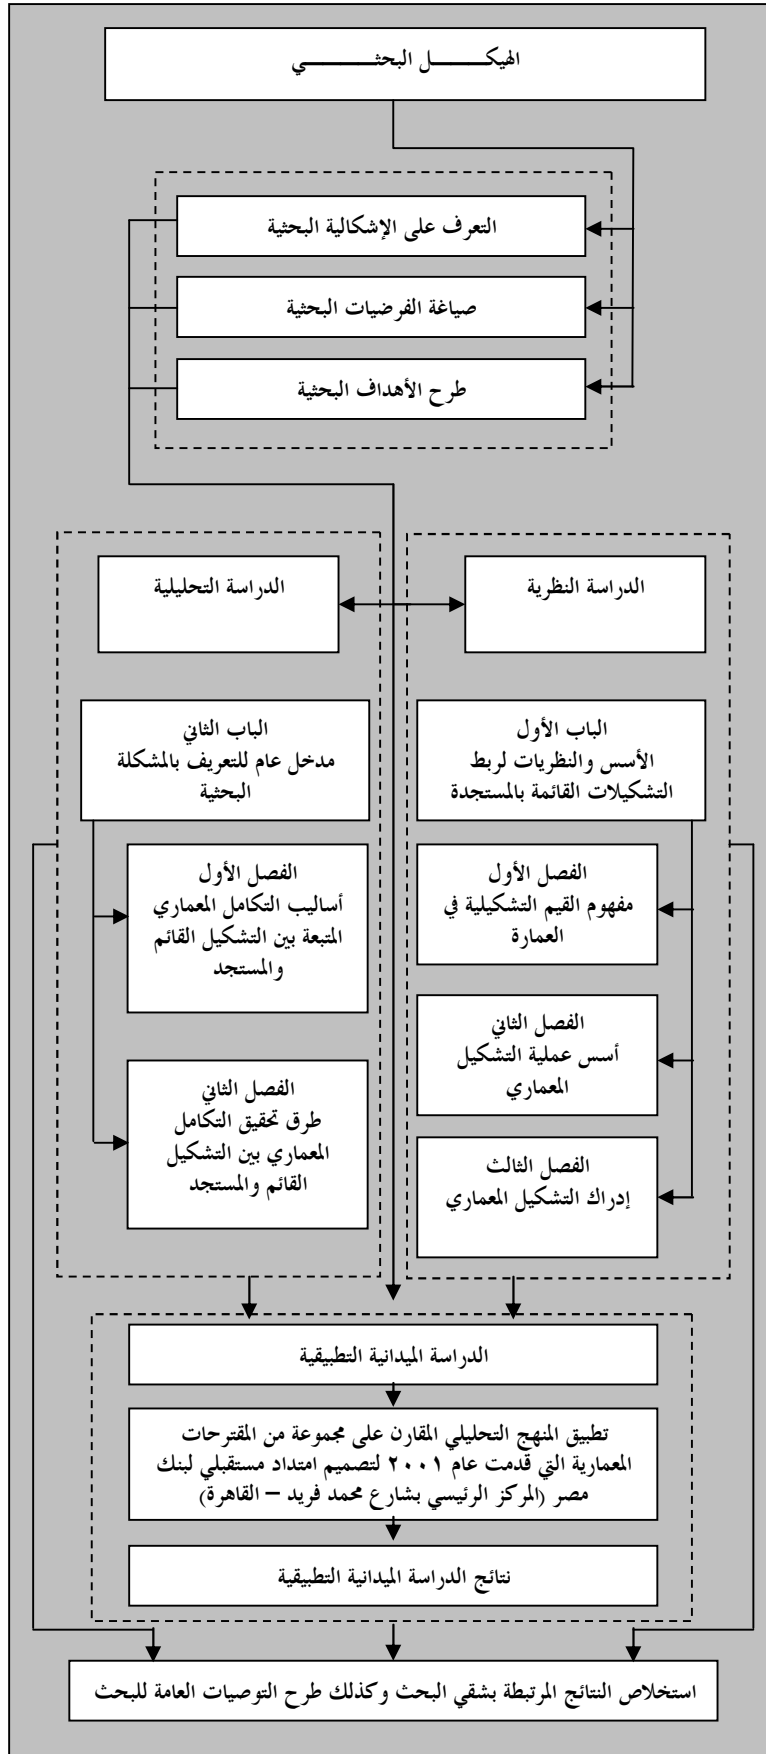 الهيكـــــل البحثـــــــي
التعرف على الإشكالية البحثية
صياغة الفرضيات البحثية
طرح الأهداف البحثية
الدراسة النظرية
الدراسة التحليلية
الباب الأول
الأسس والنظريات لربط
التشكيلات القائمة بالمستجدة
الفصل الأول
مفهوم القيم التشكيلية في
العمارة
الفصل الثاني
أسس عملية التشكيل
المعماري
الفصل الثالث
إدراك التشكيل المعماري
الباب الثاني
مدخل عام للتعريف بالمشكلة
البحثية
الفصل الأول
أساليب التكامل المعماري
المتبعة بين التشكيل القائم
والمستجد
الفصل الثاني
طرق تحقيق التكامل
المعماري بين التشكيل
القائم والمستجد
الدراسة الميدانية التطبيقية
تطبيق المنهج التحليلي المقارن على مجموعة من المقترحات
المعمارية التي قدمت عام ٢٠٠١ لتصميم امتداد مستقبلي لبنك
مصر (المركز الرئيسي بشارع محمد فريد – القاهرة)
نتائج الدراسة الميدانية التطبيقية
استخلاص النتائج المرتبطة بشقي البحث وكذلك طرح التوصيات العامة للبحث